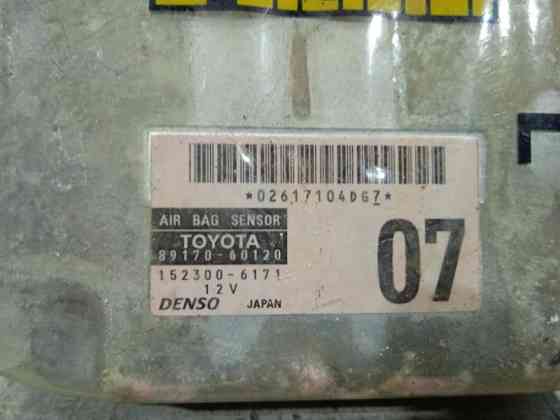 *02617104DG7*
AIR BAG SENSOR
TOYOTA
89170-60120
152300-6171
12V
DENSO JAPAN
07